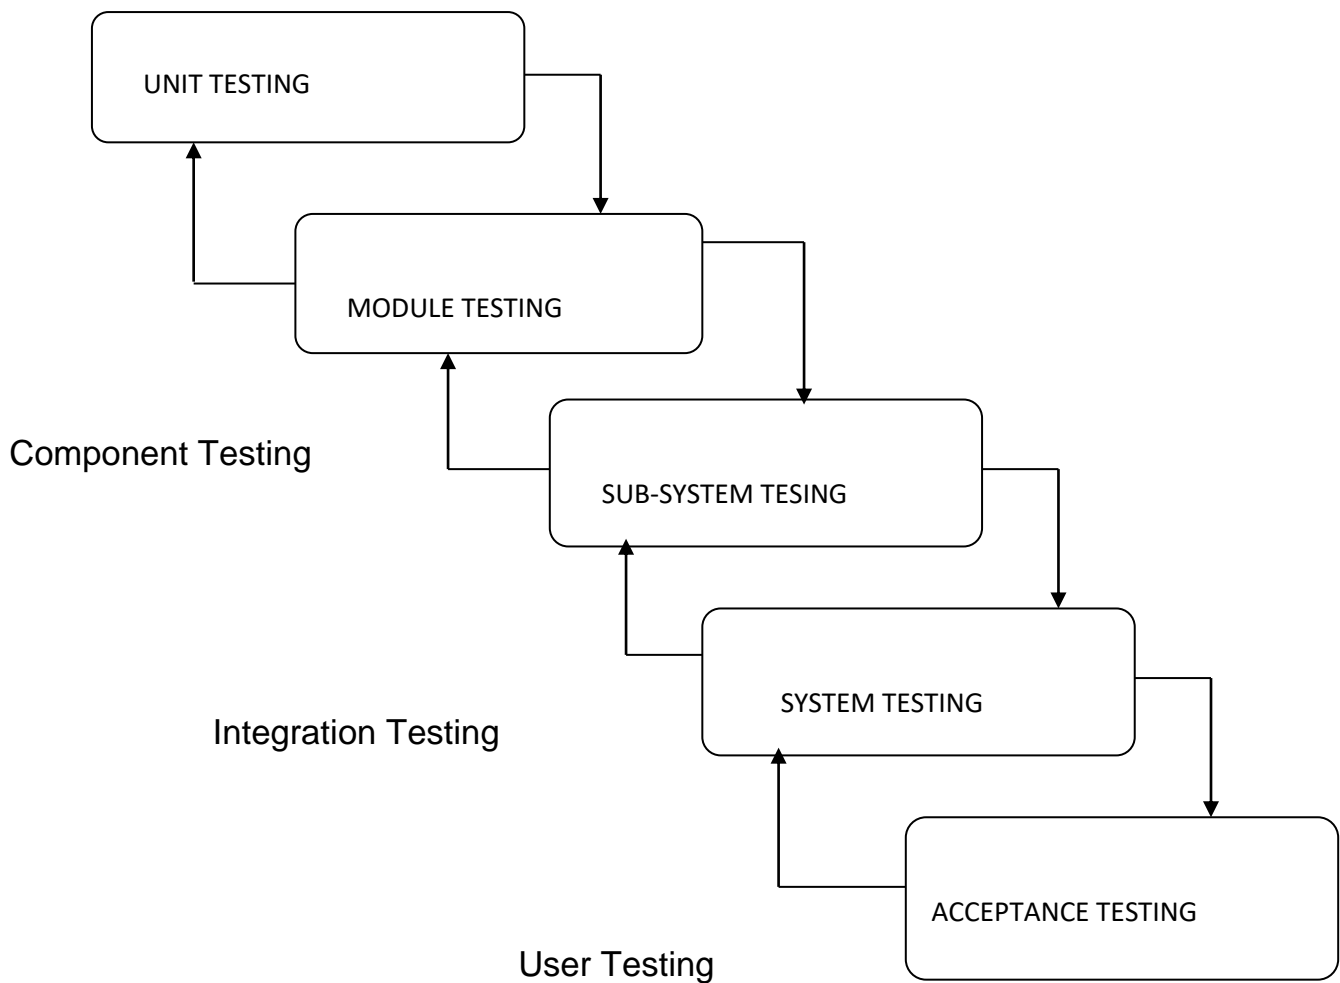 UNIT TESTING
MODULE TESTING
Component Testing
SUB-SYSTEM TESING
SYSTEM TESTING
Integration Testing
ACCEPTANCE TESTING
User Testing